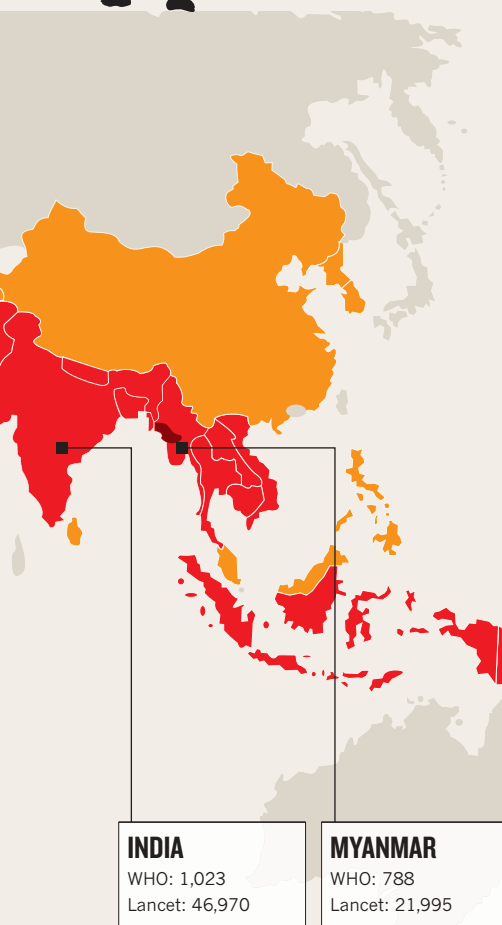 INDIA
WHO: 1,023
Lancet: 46,970
MYANMAR
WHO: 788
Lancet: 21,995